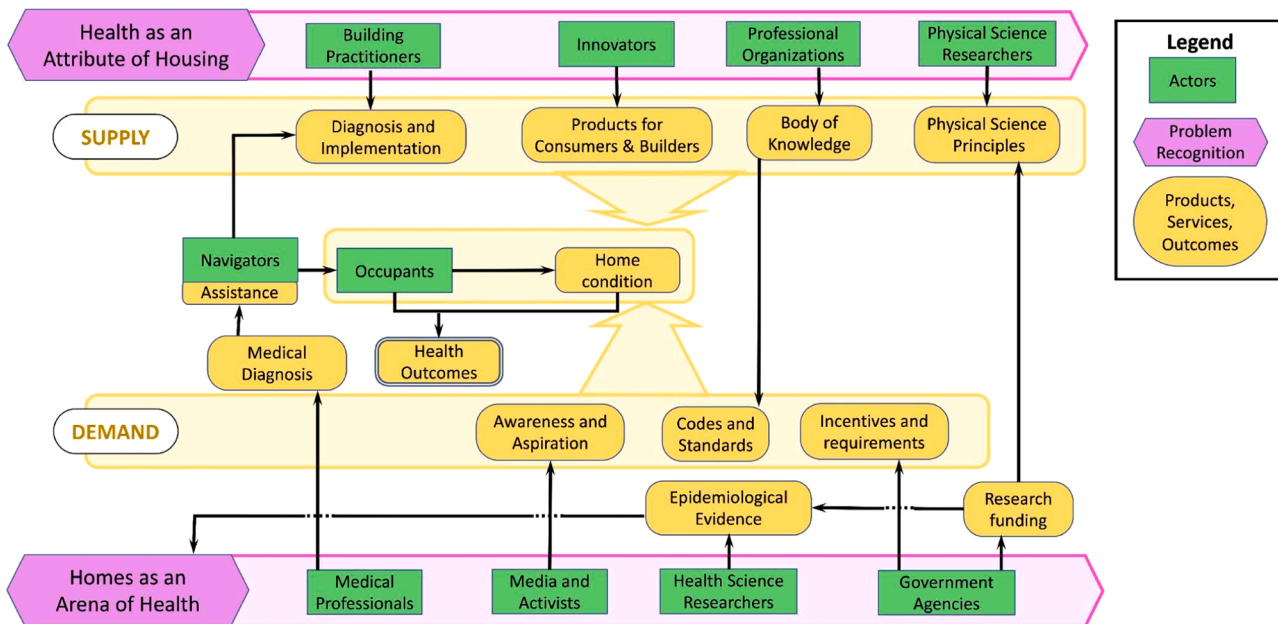 Health as an
Attribute of Housing
Building
Practitioners
Innovators
Professional
Organizations
Physical Science
Researchers
Legend
Actors
Problem
Recognition
Products,
Services,
Outcomes
SUPPLY
Diagnosis and
Implementation
Products for
Consumers & Builders
Body of
Knowledge
Physical Science
Principles
Navigators
Assistance
Occupants
Home
condition
Medical
Diagnosis
Health
Outcomes
DEMAND
Awareness and
Aspiration
Codes and
Standards
Incentives and
requirements
Epidemiological
Evidence
Research
funding
Homes as an
Arena of Health
Medical
Professionals
Media and
Activists
Health Science
Researchers
Government
Agencies